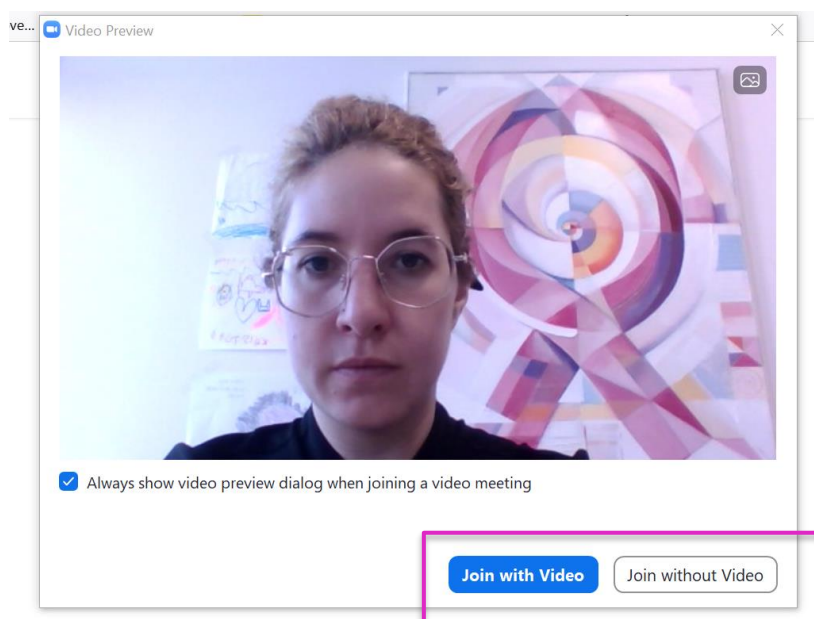 ve...
Video Preview
Always show video preview dialog when joining a video meeting
Join with Video
Join without Video